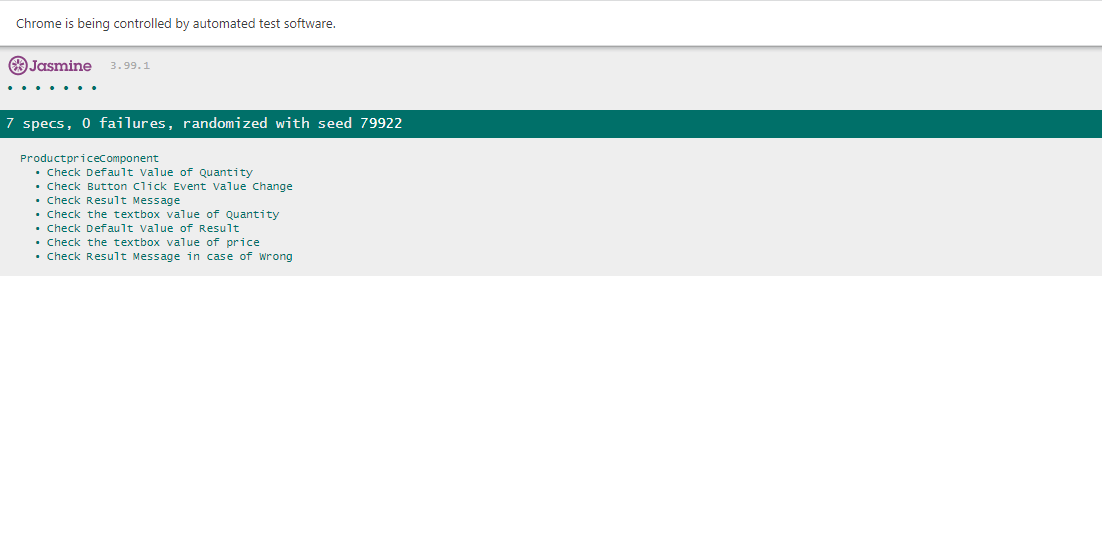 Chrome is being controlled by automated test software.
Jasmine 3.99.1
7 specs, 0 failures, randomized with seed 79922
ProductpriceComponent
• Check Default Value of Quantity
• Check Button Click Event Value Change
• Check Result Message
• Check the textbox value of Quantity
• Check Default Value of Result
• Check the textbox value of price
• Check Result Message in case of Wrong